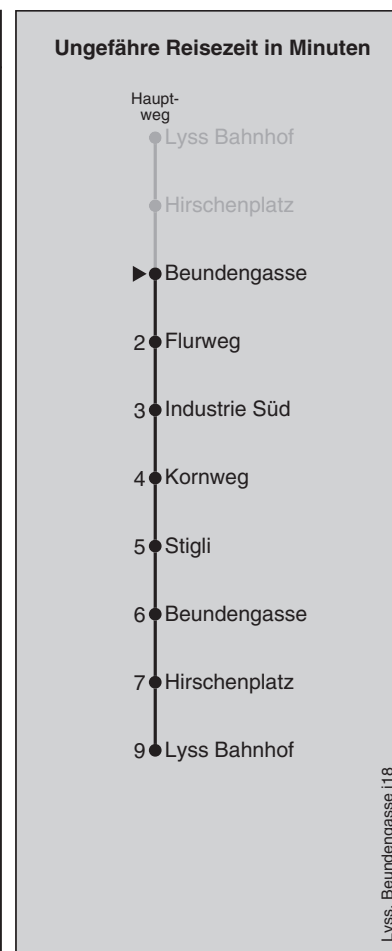 Ungefähre Reisezeit in Minuten
Haupt-
weg
Lyss Bahnhof
Hirschenplatz
Beundengasse
2 Flurweg
3 Industrie Süd
4 Kornweg
5 Stigli
6 Beundengasse
7 Hirschenplatz
9 Lyss Bahnhof
Lyss, Beundengasse j18